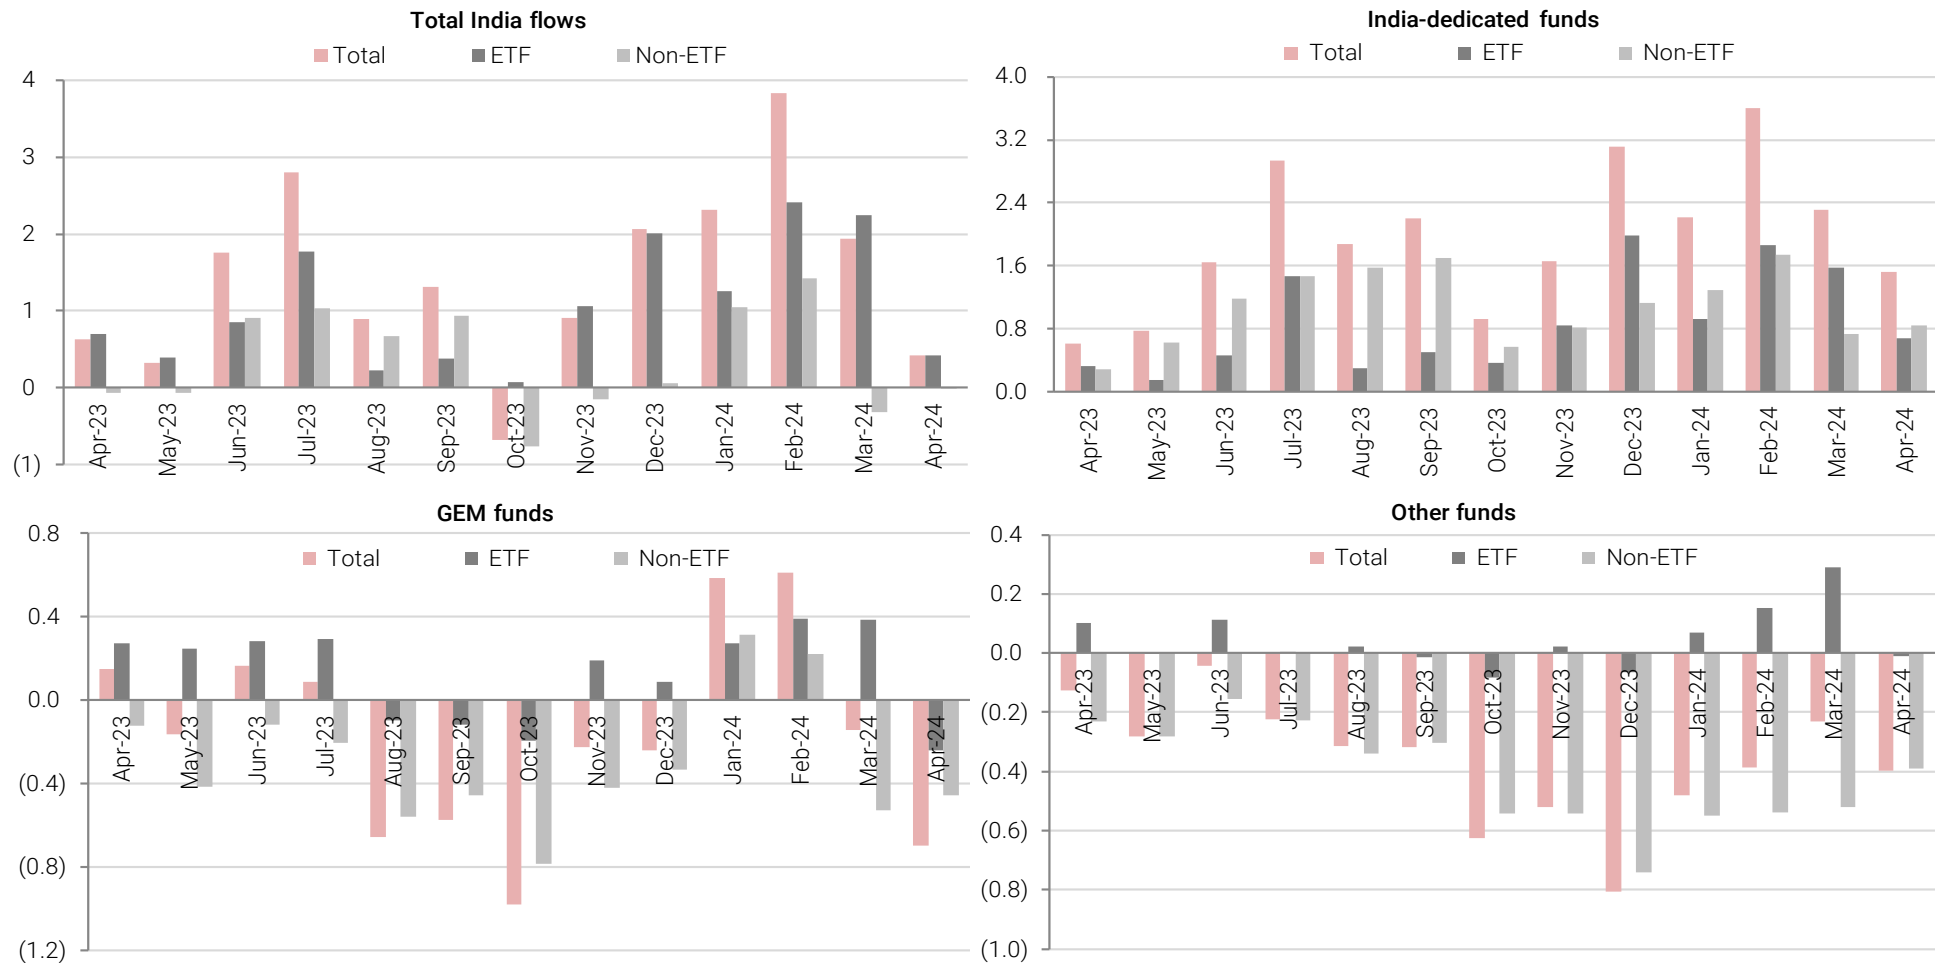 Total India flows
Total ETF Non-ETF
4
3
2
1
0
(1)
Apr-23 May-23 Jun-23 Jul-23 Aug-23 Sep-23 Oct-23 Nov-23 Dec-23 Jan-24 Feb-24 Mar-24 Apr-24
India-dedicated funds
Total ETF Non-ETF
4.0
3.2
2.4
1.6
0.8
0.0
Apr-23 May-23 Jun-23 Jul-23 Aug-23 Sep-23 Oct-23 Nov-23 Dec-23 Jan-24 Feb-24 Mar-24 Apr-24
GEM funds
Total ETF Non-ETF
0.8
0.4
0.0
(0.4)
(0.8)
(1.2)
Apr-23 May-23 Jun-23 Jul-23 Aug-23 Sep-23 Oct-23 Nov-23 Dec-23 Jan-24 Feb-24 Mar-24 Apr-24
Other funds
Total ETF Non-ETF
0.4
0.2
0.0
(0.2)
(0.4)
(0.6)
(0.8)
(1.0)
Apr-23 May-23 Jun-23 Jul-23 Aug-23 Sep-23 Oct-23 Nov-23 Dec-23 Jan-24 Feb-24 Mar-24 Apr-24